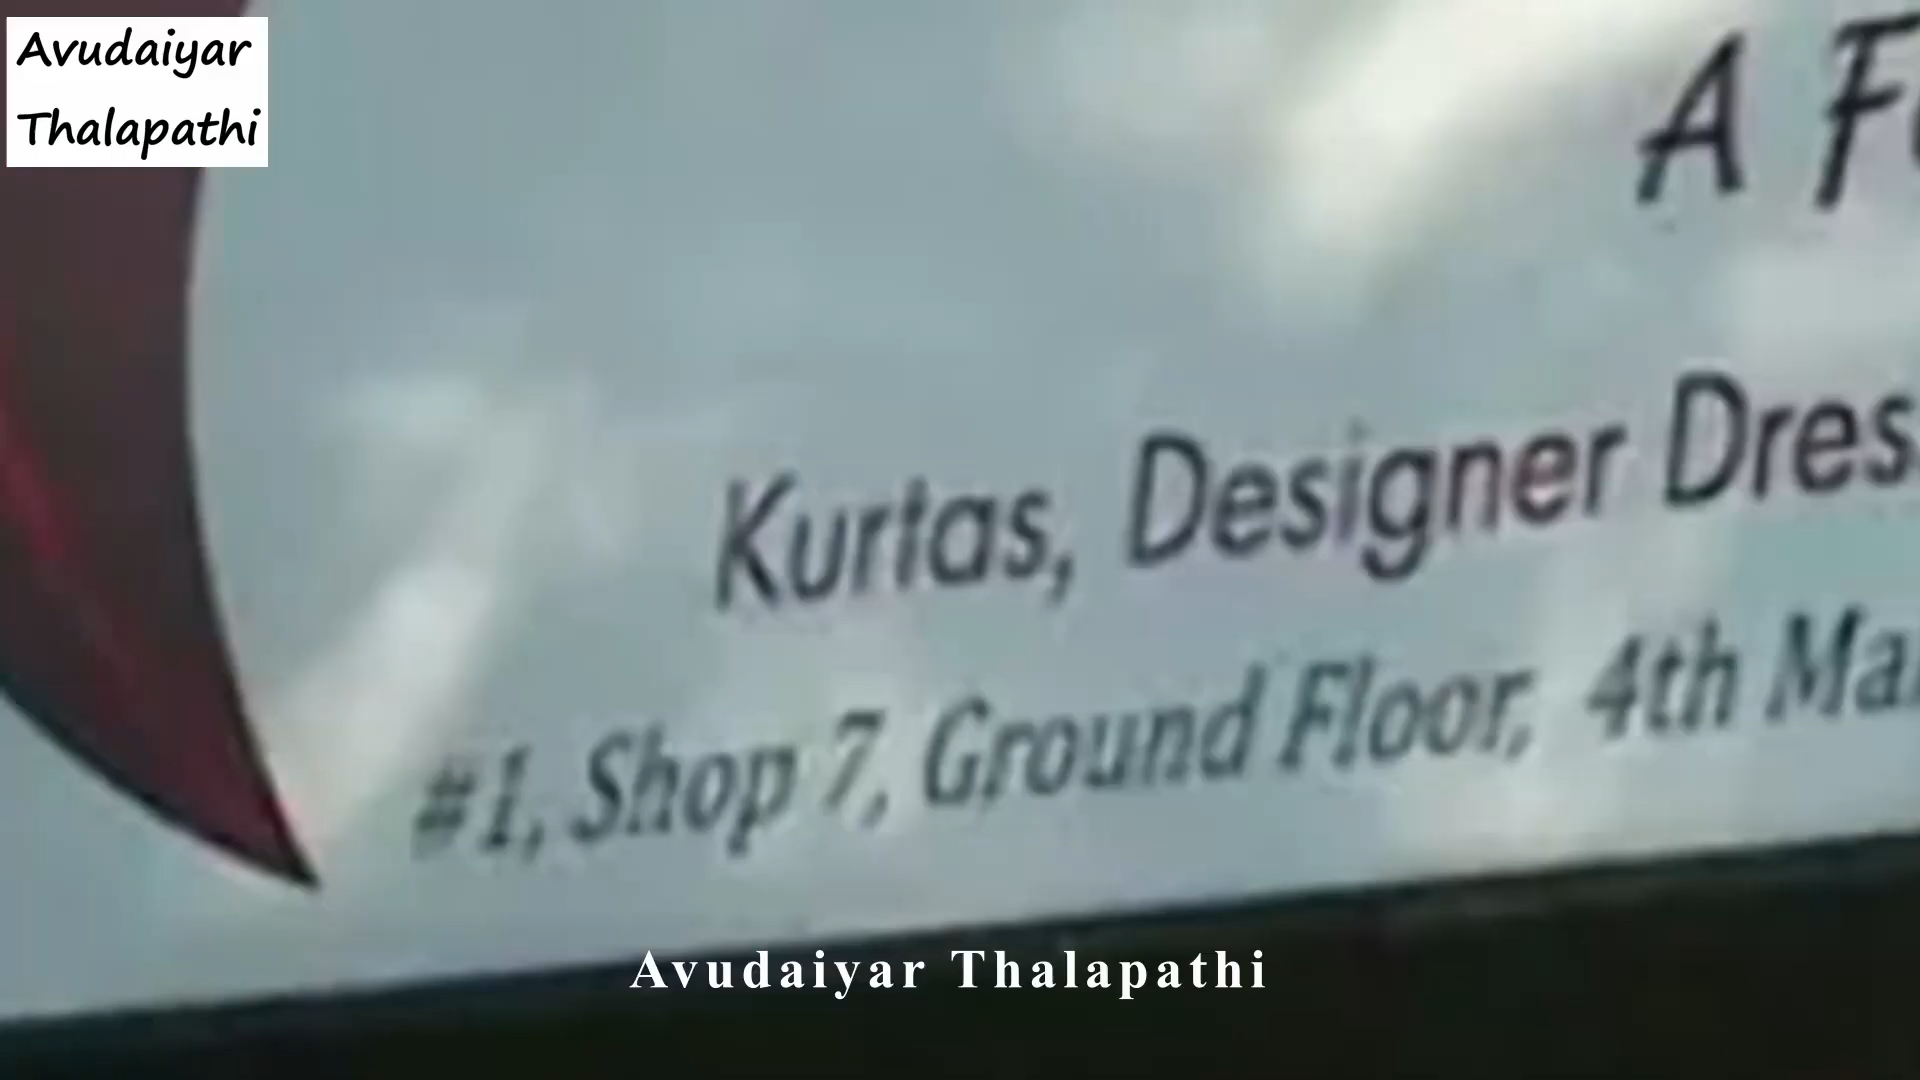 Avudaiyar
Thalapathi
A
Kurtas, Designer
#1, Shop 7, Ground Floor, 4th
Avudaiyar Thalapathi